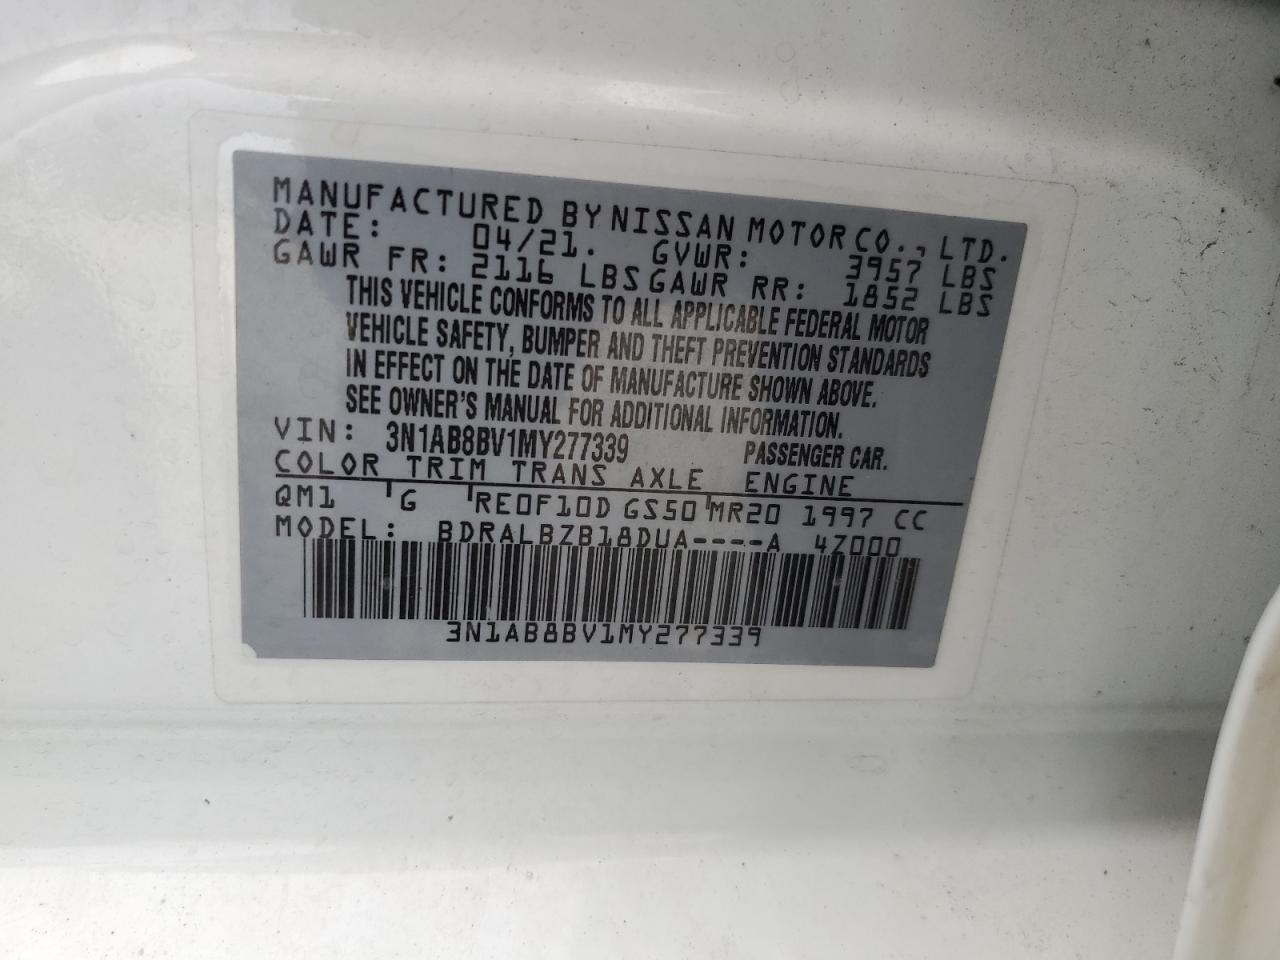 MANUFACTURED BY NISSAN MOTOR CO., LTD.
DATE: 04/21. GVWR: 3957 LBS
GAWR FR: 2116 LBS GAWR RR: 1852 LBS
THIS VEHICLE CONFORMS TO ALL APPLICABLE FEDERAL MOTOR
VEHICLE SAFETY, BUMPER AND THEFT PREVENTION STANDARDS
IN EFFECT ON THE DATE OF MANUFACTURE SHOWN ABOVE.
SEE OWNER'S MANUAL FOR ADDITIONAL INFORMATION.
VIN: 3N1AB8BV1MY277339 PASSENGER CAR.
COLOR TRIM TRANS AXLE ENGINE
QM1 G RE0F10D GS50 MR20 1997 CC
MODEL: BDRALBZB18DUA----A 4Z000
3N1AB8BV1MY277339